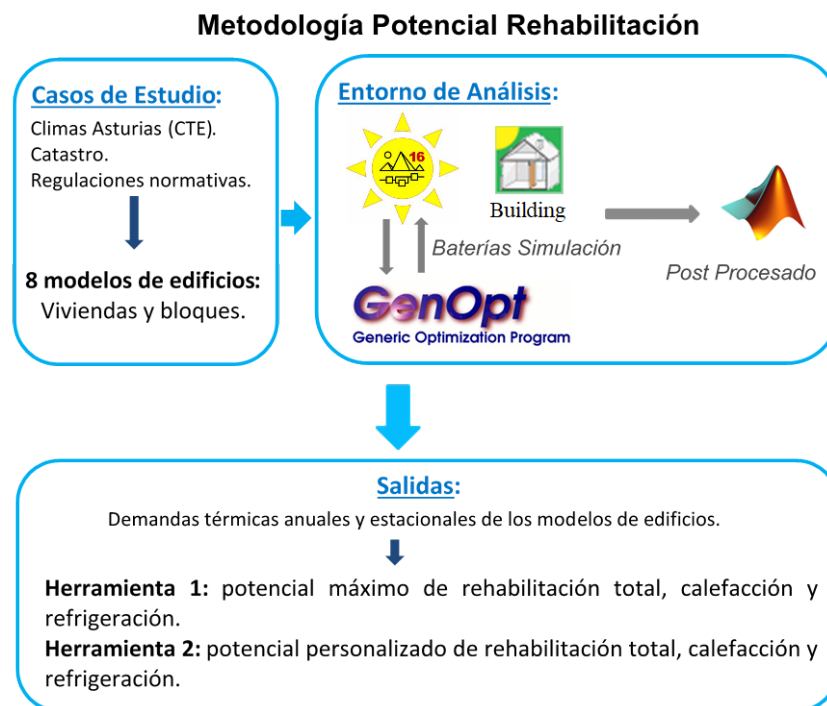 Metodología Potencial Rehabilitación
Casos de Estudio:
Climas Asturias (CTE).
Catastro.
Regulaciones normativas.
8 modelos de edificios:
Viviendas y bloques.
Entorno de Análisis:
16
Building
Baterías Simulación
Post Procesado
GenOpt
Generic Optimization Program
Salidas:
Demandas térmicas anuales y estacionales de los modelos de edificios.
Herramienta 1: potencial máximo de rehabilitación total, calefacción y
refrigeración.
Herramienta 2: potencial personalizado de rehabilitación total, calefacción y
refrigeración.